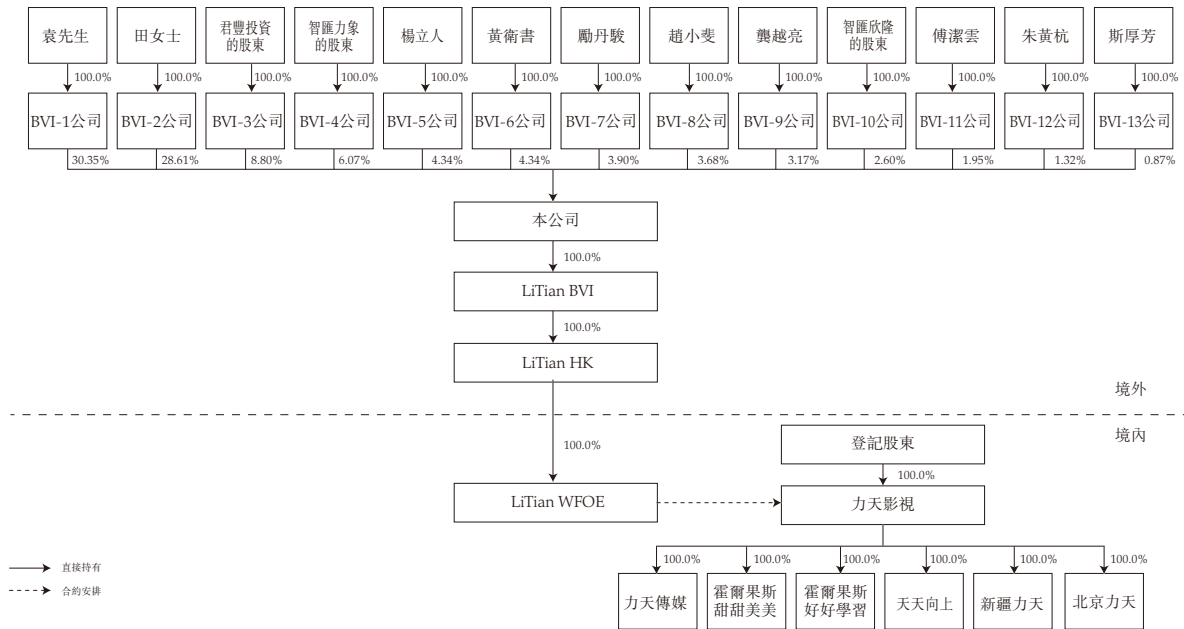 袁先生
田女士
君豐投資
的股東
智匯力象
的股東
楊立人
黃衛書
勵丹駿
趙小斐
龔越亮
智匯欣隆
的股東
傅潔雲
朱黃杭
斯厚芳
100.0%
100.0%
100.0%
100.0%
100.0%
100.0%
100.0%
100.0%
100.0%
100.0%
100.0%
100.0%
100.0%
BVI-1公司
BVI-2公司
BVI-3公司
BVI-4公司
BVI-5公司
BVI-6公司
BVI-7公司
BVI-8公司
BVI-9公司
BVI-10公司
BVI-11公司
BVI-12公司
BVI-13公司
30.35%
28.61%
8.80%
6.07%
4.34%
4.34%
3.90%
3.68%
3.17%
2.60%
1.95%
1.32%
0.87%
本公司
100.0%
LiTian BVI
100.0%
LiTian HK
境外
境內
100.0%
登記股東
100.0%
LiTian WFOE
力天影視
100.0%
100.0%
100.0%
100.0%
100.0%
100.0%
力天傳媒
霍爾果斯
甜甜美美
霍爾果斯
好好學習
天天向上
新疆力天
北京力天
直接持有
合約安排